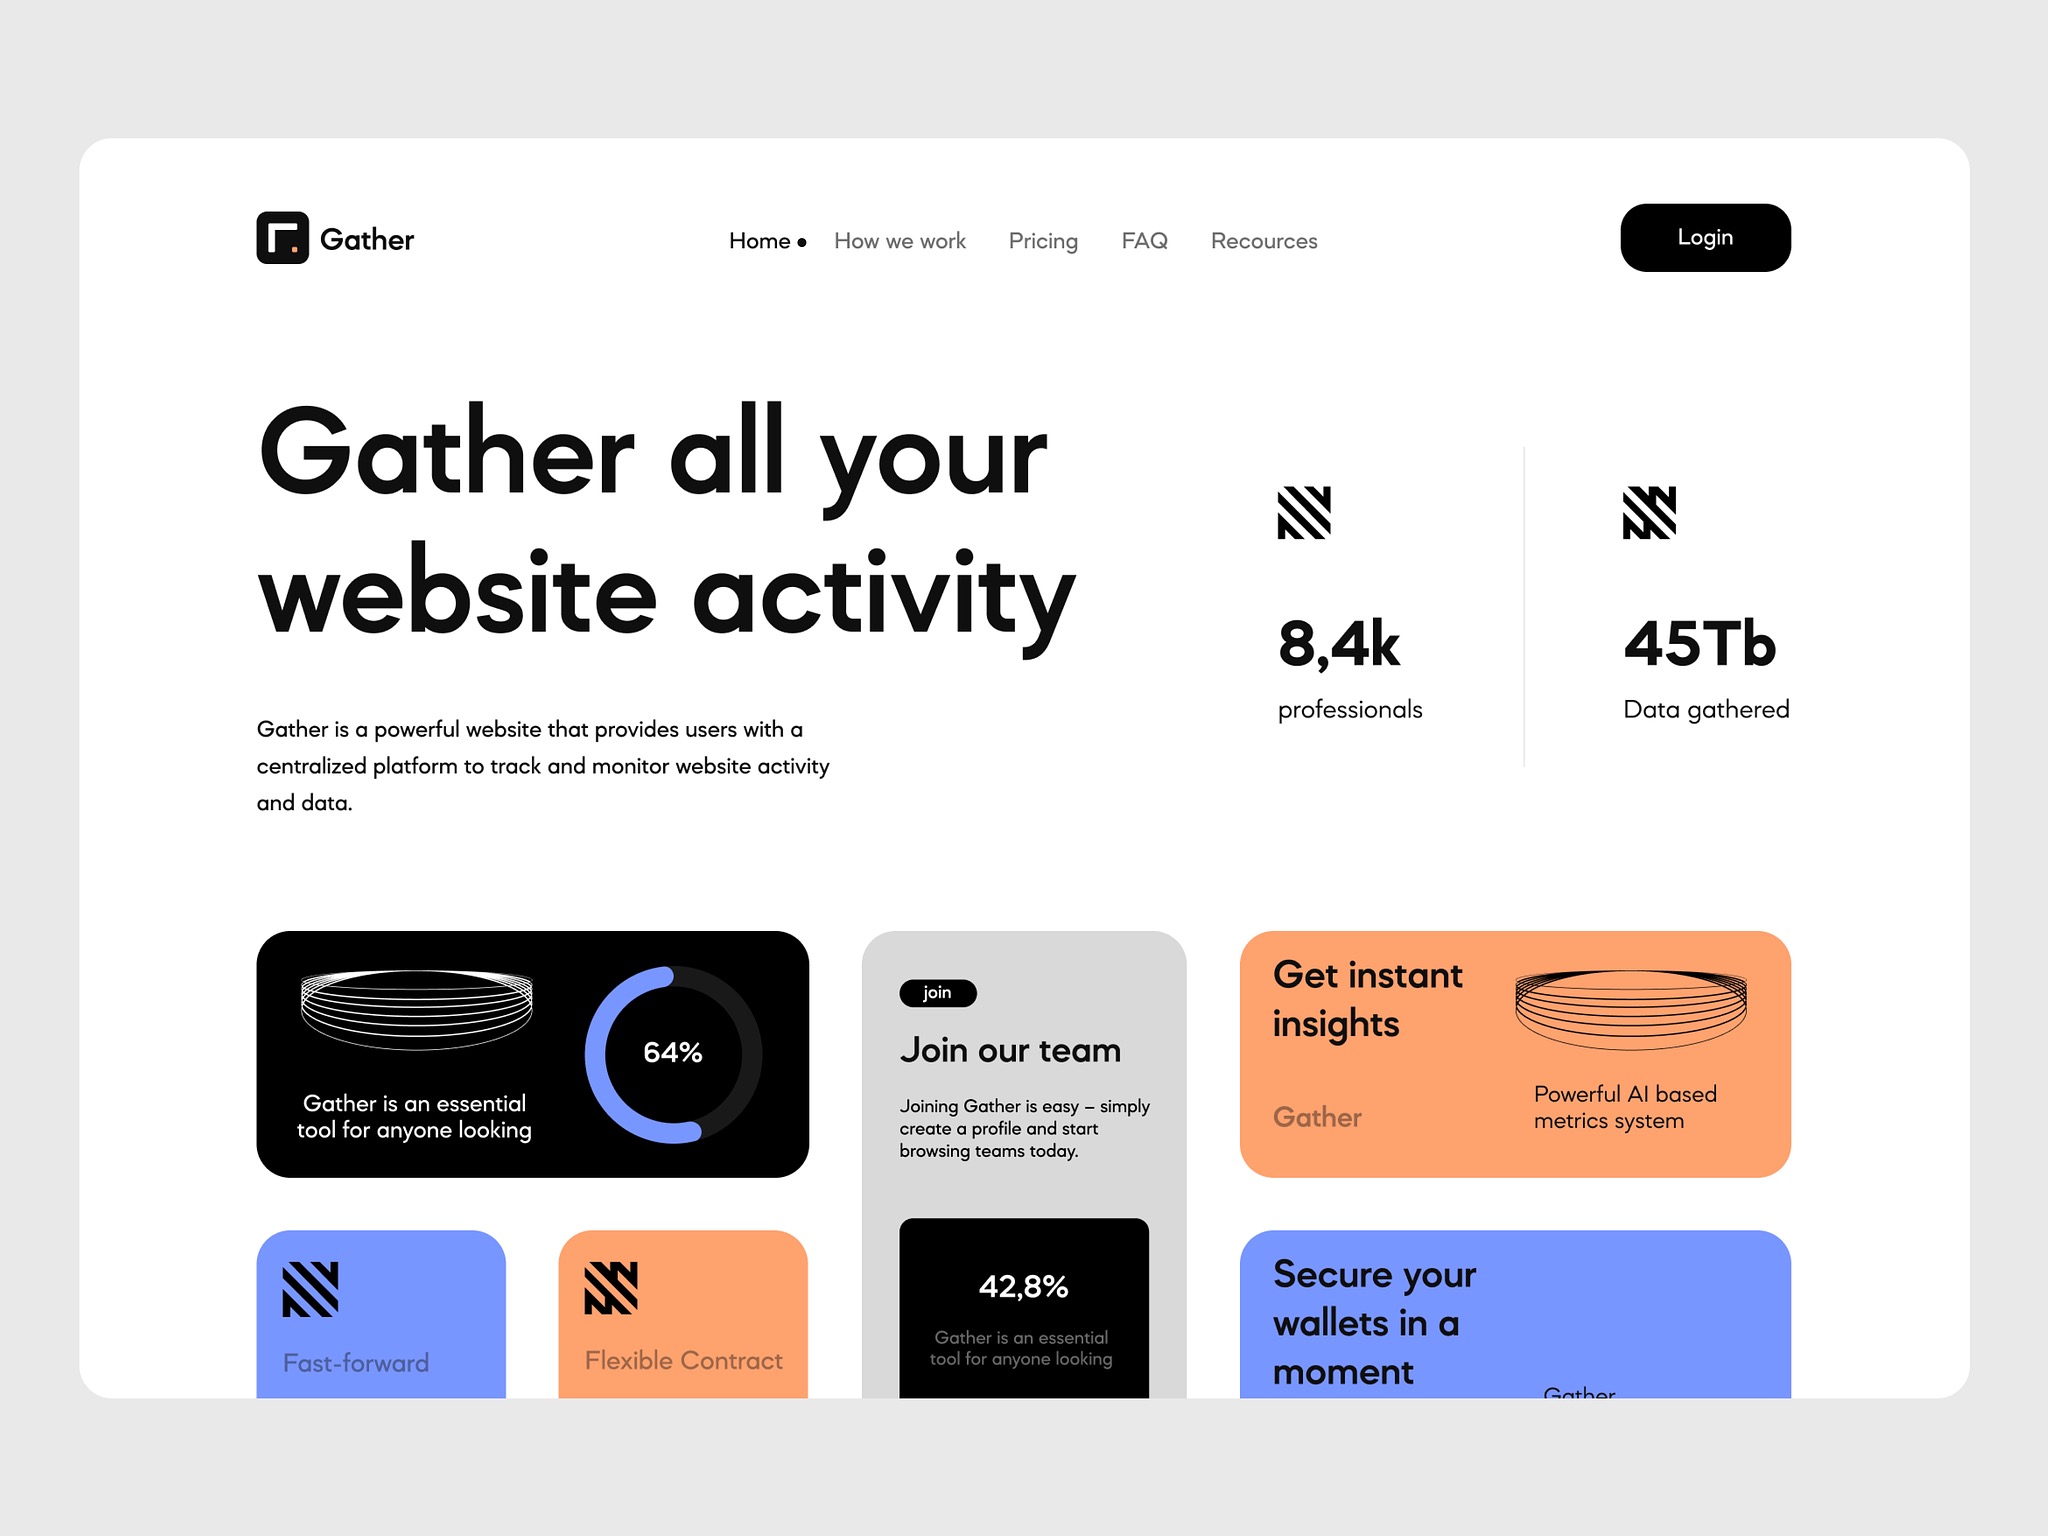 Gather
Home
How we work
Pricing
FAQ
Recources
Login
Gather all your
website activity
Gather is a powerful website that provides users with a
centralized platform to track and monitor website activity
and data.
8,4k
professionals
45Tb
Data gathered
Gather is an essential
tool for anyone looking
64%
join
Join our team
Joining Gather is easy – simply
create a profile and start
browsing teams today.
42,8%
Gather is an essential
tool for anyone looking
Get instant
insights
Gather
Powerful AI based
metrics system
Fast-forward
Flexible Contract
Secure your
wallets in a
moment
Gather